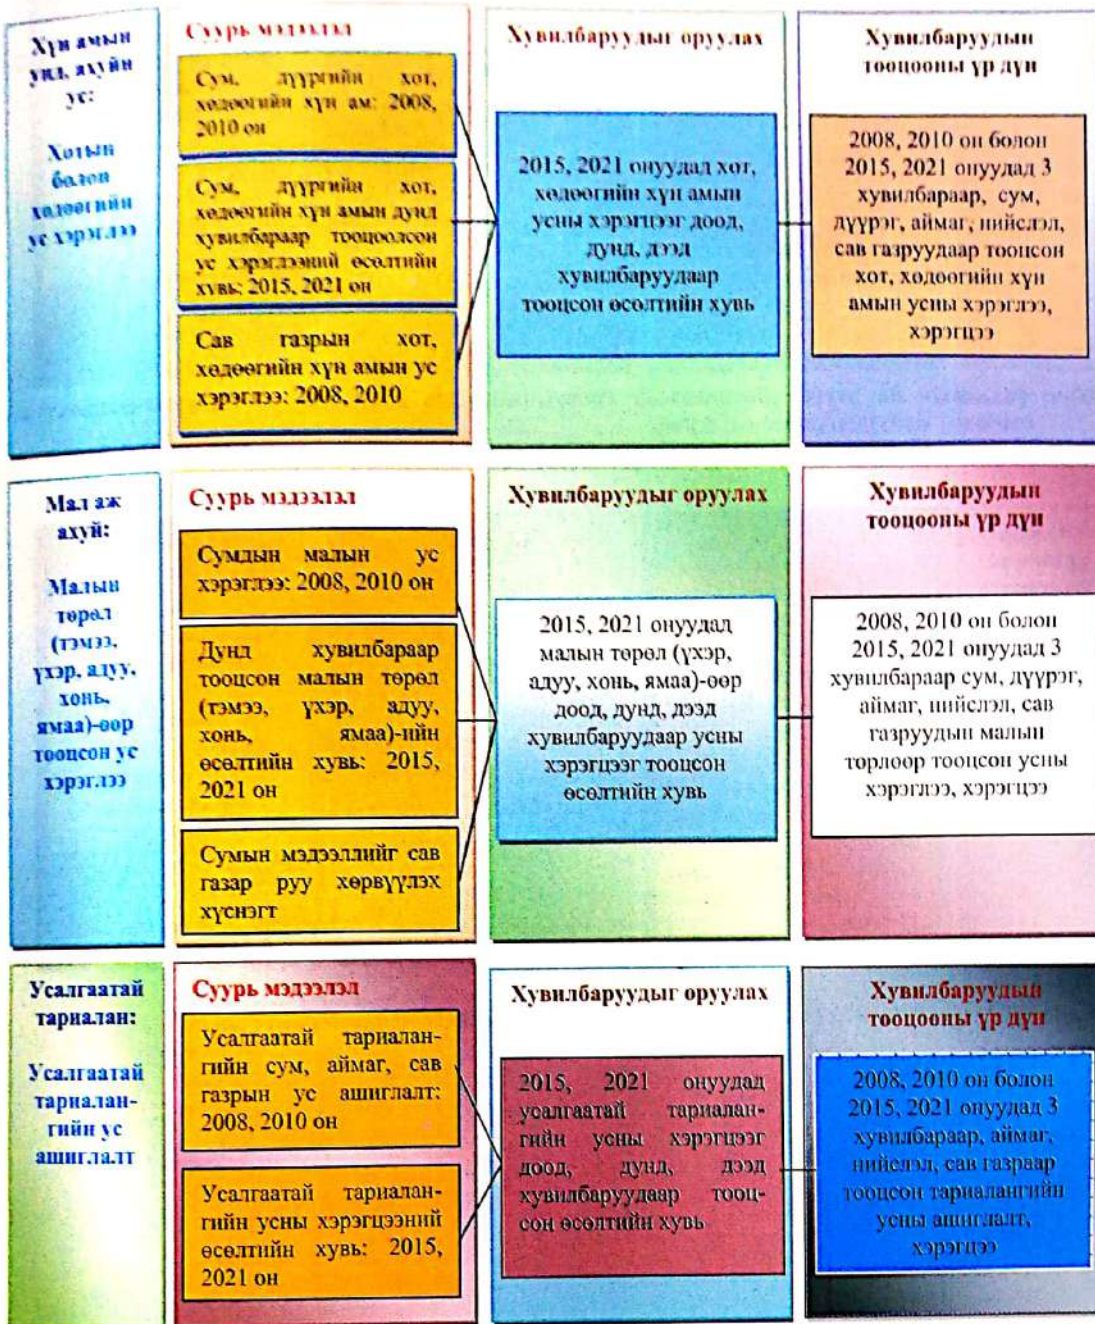 Хүн амын
унд, ахуйн
ус:
Хотын
болон
хөдөөгийн
ус хэрэглээ
Суурь мэдээлэл
Сум, дүүргийн хот,
хөдөөгийн хүн ам: 2008,
2010 он
Сум, дүүргийн хот,
хөдөөгийн хүн амын дунд
хувилбараар тооцоолсон
ус хэрэглээний өсөлтийн
хувь: 2015, 2021 он
Сав газрын хот,
хөдөөгийн хүн амын ус
хэрэглээ: 2008, 2010
Хувилбаруудыг оруулах
2015, 2021 онуудад хот,
хөдөөгийн хүн амын
усны хэрэгцээг доод,
дунд, дээд
хувилбаруудаар
тооцсон өсөлтийн хувь
Хувилбаруудын
тооцооны үр дүн
2008, 2010 он болон
2015, 2021 онуудад 3
хувилбараар, сум,
дүүрэг, аймаг, нийслэл,
сав газруудаар тооцсон
хот, хөдөөгийн хүн
амын усны хэрэглээ,
хэрэгцээ
Мал аж
ахуй:
Малын
төрөл
(тэмээ,
үхэр, адуу,
хонь,
ямаа)-өөр
тооцсон ус
хэрэглээ
Суурь мэдээлэл
Сумдын малын ус
хэрэглээ: 2008, 2010 он
Дунд хувилбараар
тооцсон малын төрөл
(тэмээ, үхэр, адуу,
хонь, ямаа)-ийн
өсөлтийн хувь: 2015,
2021 он
Сумын мэдээллийг сав
газар руу хөрвүүлэх
хүснэгт
Хувилбаруудыг оруулах
2015, 2021 онуудад
малын төрөл (үхэр,
адуу, хонь, ямаа)-өөр
доод, дунд, дээд
хувилбаруудаар усны
хэрэгцээг тооцсон
өсөлтийн хувь
Хувилбаруудын
тооцооны үр дүн
2008, 2010 он болон
2015, 2021 онуудад 3
хувилбараар сум, дүүрэг,
аймаг, нийслэл, сав
газруудын малын
төрлөөр тооцсон усны
хэрэглээ, хэрэгцээ
Усалгаатай
тариалан:
Усалгаатай
тариалан-
гийн ус
ашиглалт
Суурь мэдээлэл
Усалгаатай тариалан-
гийн сум, аймаг, сав
газрын ус ашиглалт:
2008, 2010 он
Усалгаатай тариалан-
гийн усны хэрэгцээний
өсөлтийн хувь: 2015,
2021 он
Хувилбаруудыг оруулах
2015, 2021 онуудад
усалгаатай тариалан-
гийн усны хэрэгцээг
доод, дунд, дээд
хувилбаруудаар тооц-
сон өсөлтийн хувь
Хувилбаруудын
тооцооны үр дүн
2008, 2010 он болон
2015, 2021 онуудад 3
хувилбараар, аймаг,
нийслэл, сав газраар
тооцсон тариалангийн
усны ашиглалт,
хэрэгцээ